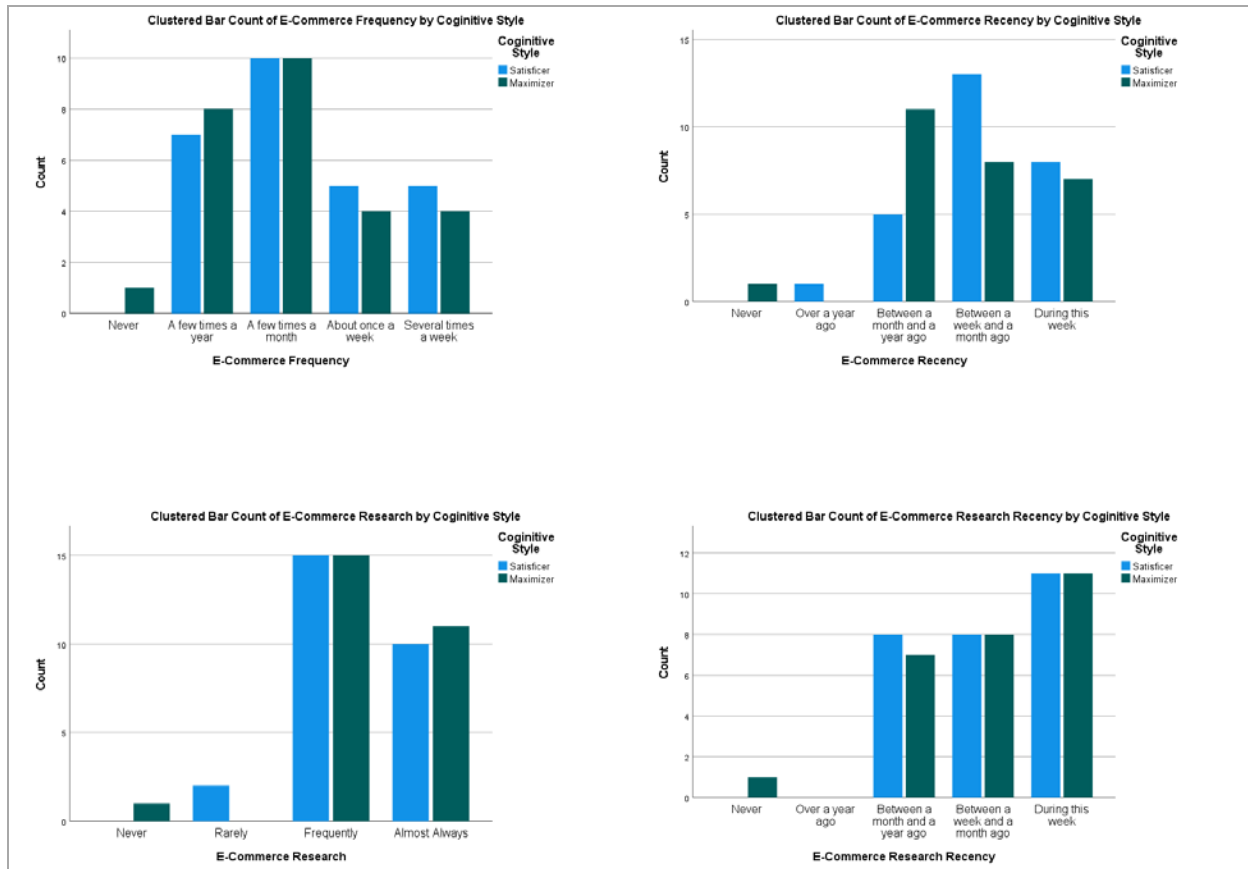 Clustered Bar Count of E-Commerce Frequency by Coginitive Style
Coginitive
Style
Satisficer
Maximizer
10
8
6
4
2
0
Count
Never
A few times a
year
A few times a
month
About once a
week
Several times
a week
E-Commerce Frequency
Clustered Bar Count of E-Commerce Recency by Coginitive Style
Coginitive
Style
Satisficer
Maximizer
15
10
5
0
Count
Never
Over a year
ago
Between a
month and a
year ago
Between a
week and a
month ago
During this
week
E-Commerce Recency
Clustered Bar Count of E-Commerce Research by Coginitive Style
Coginitive
Style
Satisficer
Maximizer
15
10
5
0
Count
Never
Rarely
Frequently
Almost Always
E-Commerce Research
Clustered Bar Count of E-Commerce Research Recency by Coginitive Style
Coginitive
Style
Satisficer
Maximizer
12
10
8
6
4
2
0
Count
Never
Over a year
ago
Between a
month and a
year ago
Between a
week and a
month ago
During this
week
E-Commerce Research Recency